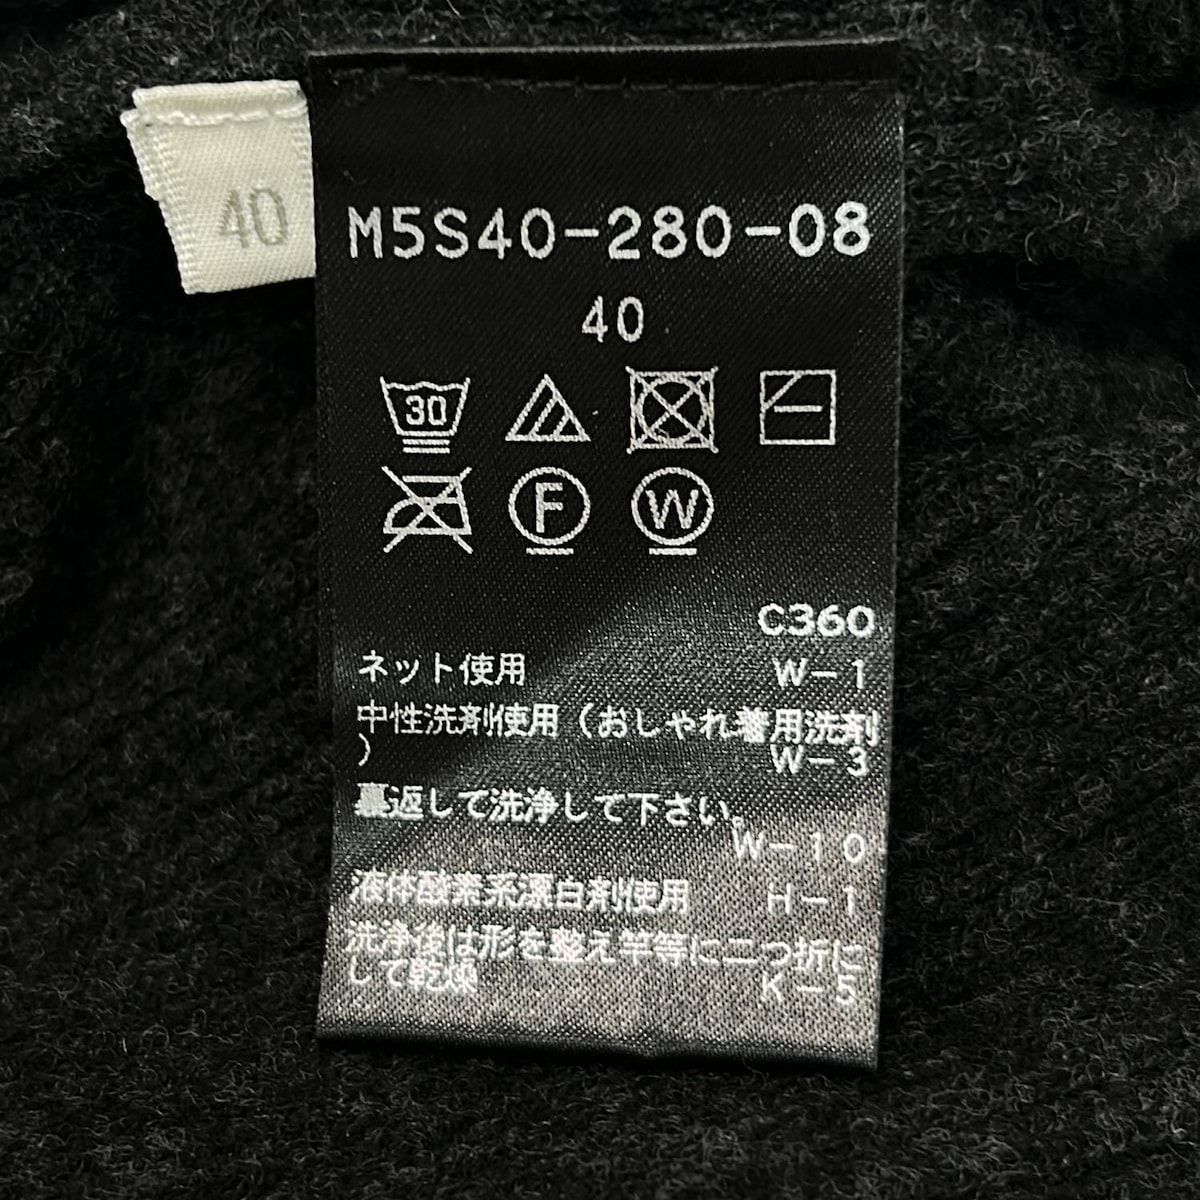 40
M5S40-280-08
40
30
F W
C360
ネット使用 W-1
中性洗剤使用(おしゃれ着用洗剤
) W-3
裏返して洗浄して下さい。
W-10
液体酸素系漂白剤使用 H-1
洗浄後は形を整え竿等に二つ折に
して乾燥 K-5